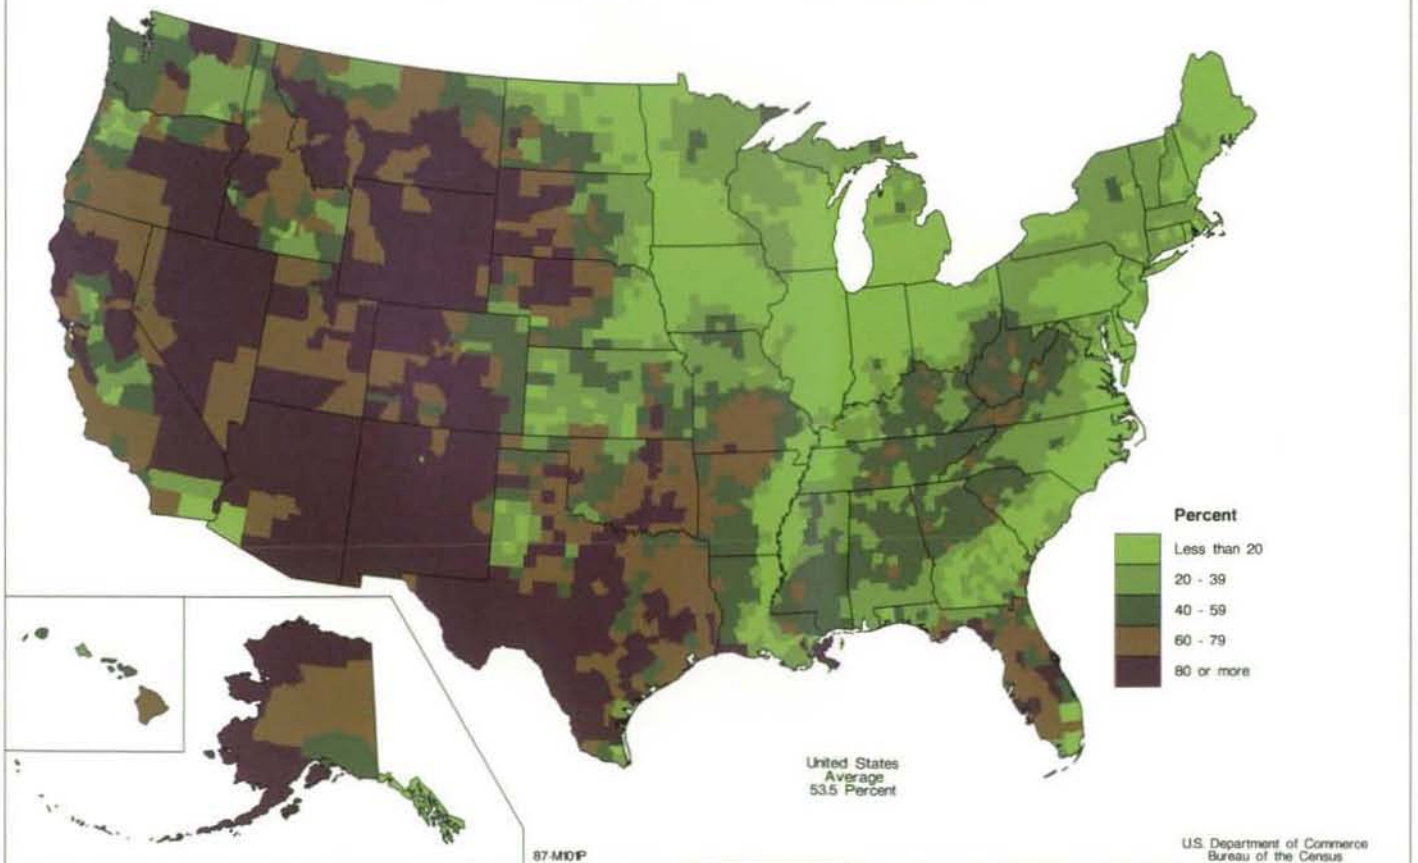 Percent
Less than 20
20 - 39
40 - 59
60 - 79
80 or more
United States
Average
53.5 Percent
87-M101P
U.S. Department of Commerce
Bureau of the Census